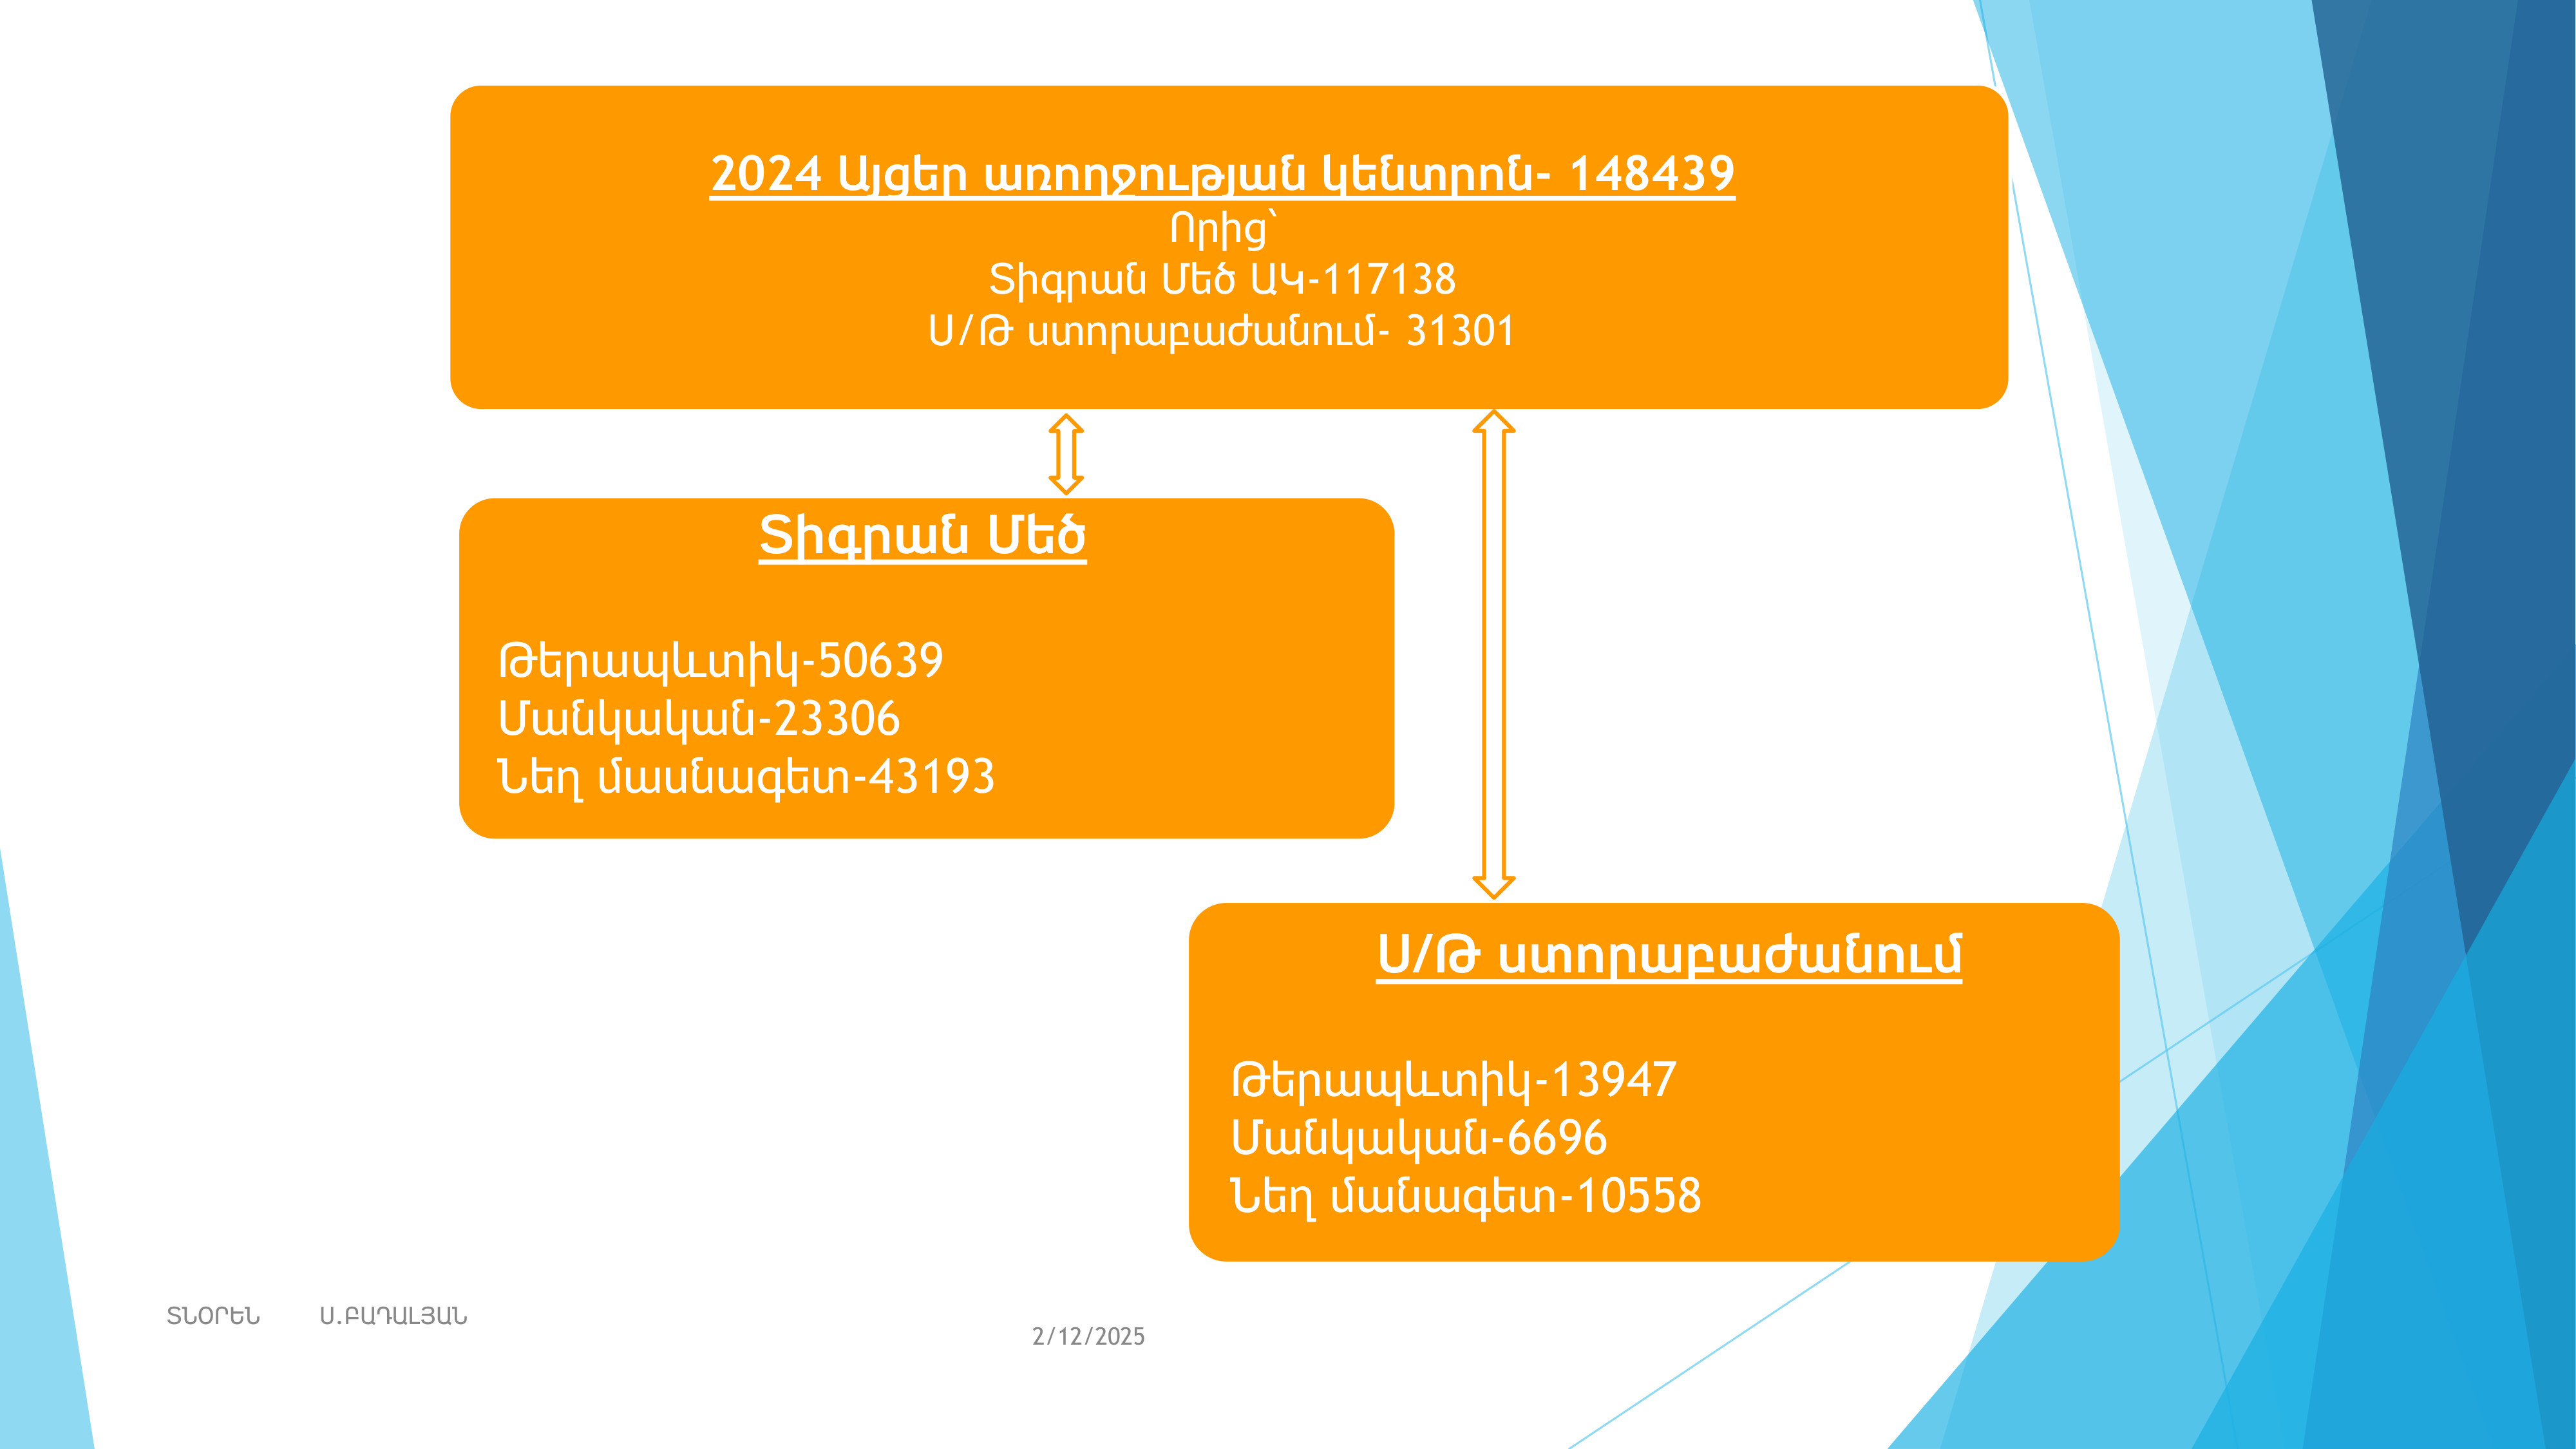 2024 Այցեր առողջության կենտրոն- 148439
Որից՝
Տիգրան Մեծ ԱԿ-117138
Ս/Թ ստորաբաժանում- 31301
Տիգրան Մեծ
Թերապևտիկ-50639
Մանկական-23306
Նեղ մասնագետ-43193
Ս/Թ ստորաբաժանում
Թերապևտիկ-13947
Մանկական-6696
Նեղ մանագետ-10558
ՏՆՕՐԵՆ Ս.ԲԱԴԱԼՅԱՆ
2/12/2025